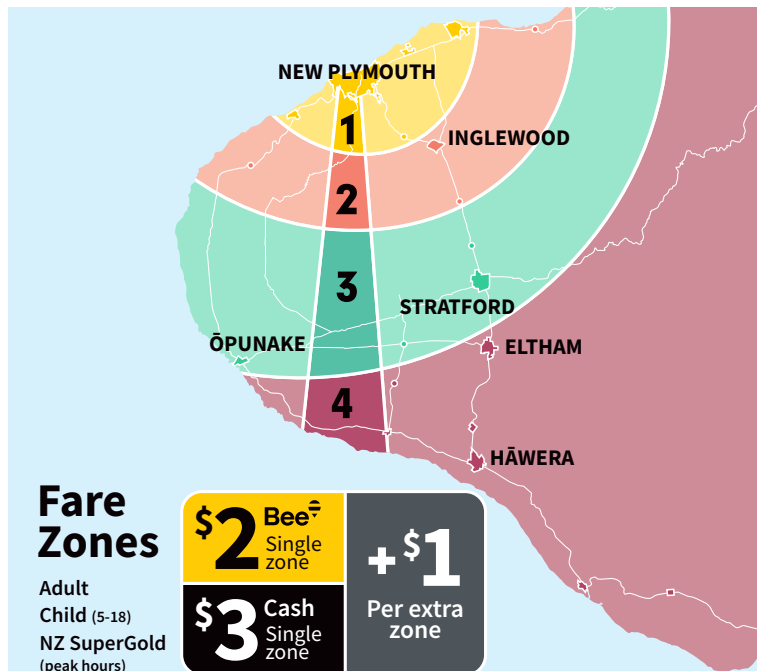 NEW PLYMOUTH
1
INGLEWOOD
2
3
STRATFORD
ŌPUNAKE
ELTHAM
4
HĀWERA
Fare
Zones
Adult
Child (5-18)
NZ SuperGold
(peak hours)
$2 Bee
Single
zone
$3 Cash
Single
zone
+$1
Per extra
zone